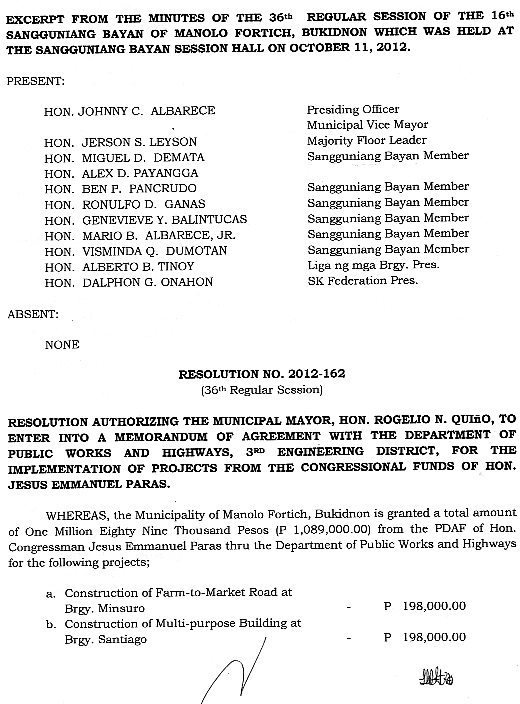 EXCERPT FROM THE MINUTES OF THE 36th REGULAR SESSION OF THE 16th
SANGGUNIANG BAYAN OF MANOLO FORTICH, BUKIDNON WHICH WAS HELD AT
THE SANGGUNIANG BAYAN SESSION HALL ON OCTOBER 11, 2012.
PRESENT:
HON. JOHNNY C. ALBARECE Presiding Officer
Municipal Vice Mayor
HON. JERSON S. LEYSON Majority Floor Leader
HON. MIGUEL D. DEMATA Sangguniang Bayan Member
HON. ALEX D. PAYANGGA
HON. BEN P. PANCRUDO Sangguniang Bayan Member
HON. RONULFO D. GANAS Sangguniang Bayan Member
HON. GENEVIEVE Y. BALINTUCAS Sangguniang Bayan Member
HON. MARIO B. ALBARECE, JR. Sangguniang Bayan Member
HON. VISMINDA Q. DUMOTAN Sangguniang Bayan Member
HON. ALBERTO B. TINOY Liga ng mga Brgy. Pres.
HON. DALPHON G. ONAHON SK Federation Pres.
ABSENT:
NONE
RESOLUTION NO. 2012-162
(36th Regular Session)
RESOLUTION AUTHORIZING THE MUNICIPAL MAYOR, HON. ROGELIO N. QUIñO, TO
ENTER INTO A MEMORANDUM OF AGREEMENT WITH THE DEPARTMENT OF
PUBLIC WORKS AND HIGHWAYS, 3RD ENGINEERING DISTRICT, FOR THE
IMPLEMENTATION OF PROJECTS FROM THE CONGRESSIONAL FUNDS OF HON.
JESUS EMMANUEL PARAS.
WHEREAS, the Municipality of Manolo Fortich, Bukidnon is granted a total amount
of One Million Eighty Nine Thousand Pesos (P 1,089,000.00) from the PDAF of Hon.
Congressman Jesus Emmanuel Paras thru the Department of Public Works and Highways
for the following projects;
a. Construction of Farm-to-Market Road at
Brgy. Minsuro - P 198,000.00
b. Construction of Multi-purpose Building at
Brgy. Santiago - P 198,000.00